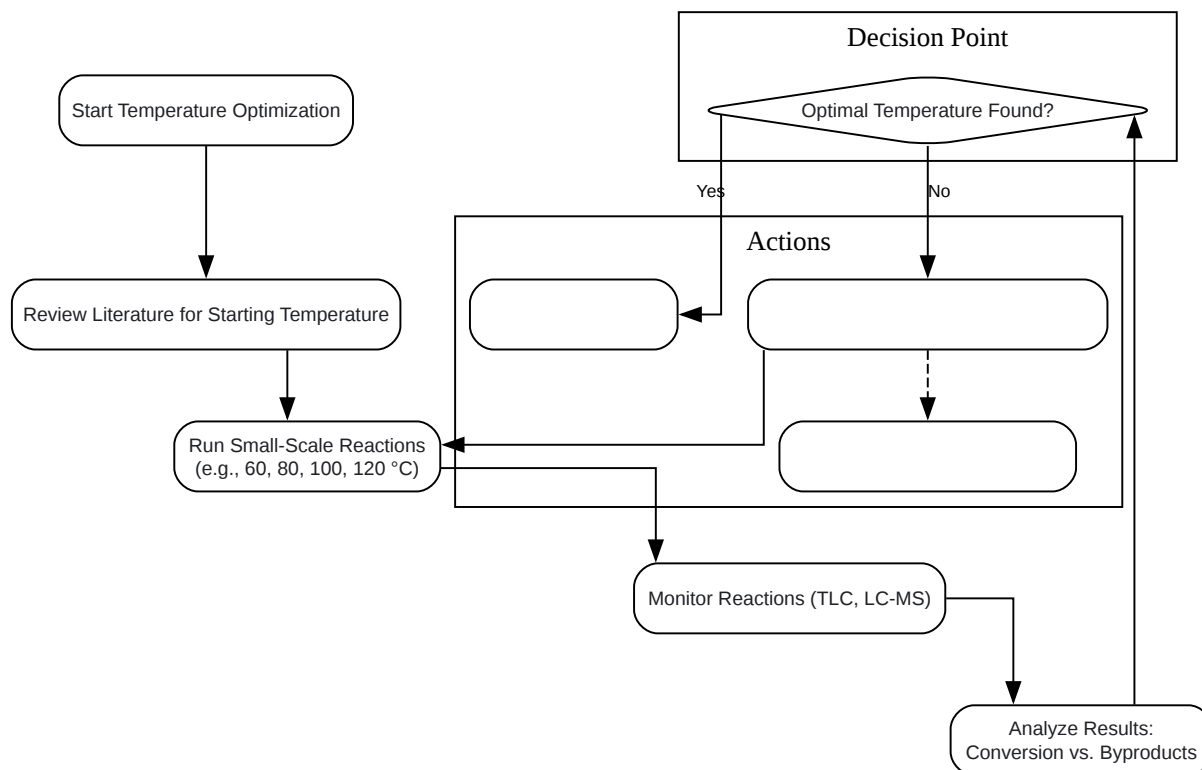 Decision Point
Start Temperature Optimization
Optimal Temperature Found?
Yes
No
Actions
Review Literature for Starting Temperature
Run Small-Scale Reactions
(e.g., 60, 80, 100, 120 °C)
Monitor Reactions (TLC, LC-MS)
Analyze Results:
Conversion vs. Byproducts